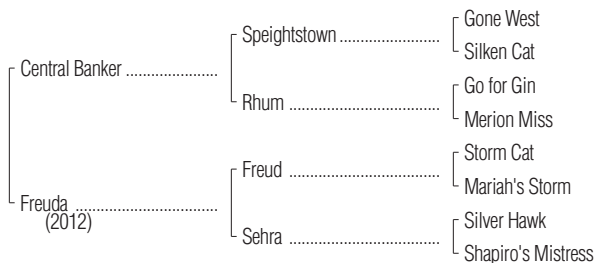 Gone West
Speightstown
Silken Cat
Central Banker
Go for Gin
Rhum
Merion Miss
Storm Cat
Freud
Mariah's Storm
Freuda
(2012)
Silver Hawk
Sehra
Shapiro's Mistress